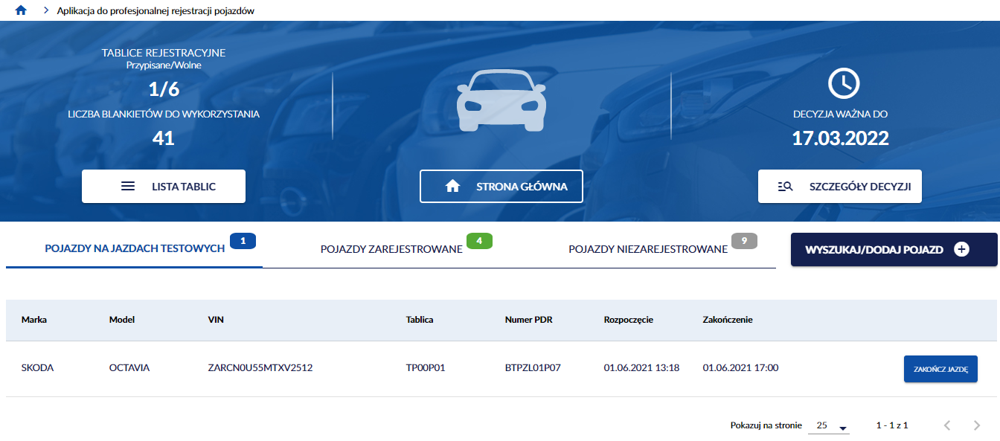 Aplikacja do profesjonalnej rejestracji pojazdów
TABLICE REJESTRACYJNE
Przypisane/Wolne
1/6
LICZBA BLANKIETÓW DO WYKORZYSTANIA
41
LISTA TABLIC
STRONA GŁÓWNA
DECYZJA WAŻNA DO
17.03.2022
SZCZEGÓŁY DECYZJI
POJAZDY NA JAZDACH TESTOWYCH 1
POJAZDY ZAREJESTROWANE 4
POJAZDY NIEZAREJESTROWANE 9
WYSZUKAJ/DODAJ POJAZD
Marka Model VIN Tablica Numer PDR Rozpoczęcie Zakończenie
SKODA OCTAVIA ZARCN0U55MTXV2512 TP00P01 BTPZL01P07 01.06.2021 13:18 01.06.2021 17:00 ZAKOŃCZ JAZDĘ
Pokazuj na stronie 25 1 - 1 z 1